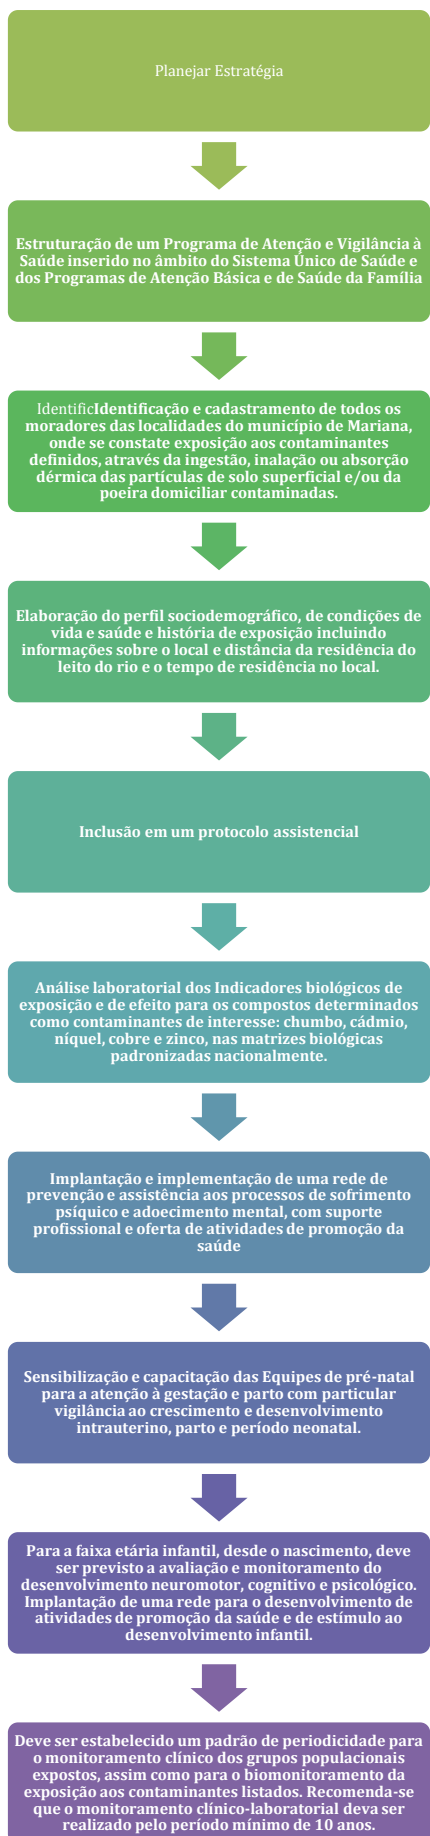 Planejar Estratégia
Estruturação de um Programa de Atenção e Vigilância à
Saúde inserido no âmbito do Sistema Único de Saúde e
dos Programas de Atenção Básica e de Saúde da Família
IdentificIdentificação e cadastramento de todos os
moradores das localidades do município de Mariana,
onde se constate exposição aos contaminantes
definidos, através da ingestão, inalação ou absorção
dérmica das partículas de solo superficial e/ou da
poeira domiciliar contaminadas.
Elaboração do perfil sociodemográfico, de condições de
vida e saúde e história de exposição incluindo
informações sobre o local e distância da residência do
leito do rio e o tempo de residência no local.
Inclusão em um protocolo assistencial
Análise laboratorial dos Indicadores biológicos de
exposição e de efeito para os compostos determinados
como contaminantes de interesse: chumbo, cádmio,
níquel, cobre e zinco, nas matrizes biológicas
padronizadas nacionalmente.
Implantação e implementação de uma rede de
prevenção e assistência aos processos de sofrimento
psíquico e adoecimento mental, com suporte
profissional e oferta de atividades de promoção da
saúde
Sensibilização e capacitação das Equipes de pré-natal
para a atenção à gestação e parto com particular
vigilância ao crescimento e desenvolvimento
intrauterino, parto e período neonatal.
Para a faixa etária infantil, desde o nascimento, deve
ser previsto a avaliação e monitoramento do
desenvolvimento neuromotor, cognitivo e psicológico.
Implantação de uma rede para o desenvolvimento de
atividades de promoção da saúde e de estímulo ao
desenvolvimento infantil.
Deve ser estabelecido um padrão de periodicidade para
o monitoramento clínico dos grupos populacionais
expostos, assim como para o biomonitoramento da
exposição aos contaminantes listados. Recomenda-se
que o monitoramento clínico-laboratorial deva ser
realizado pelo período mínimo de 10 anos.